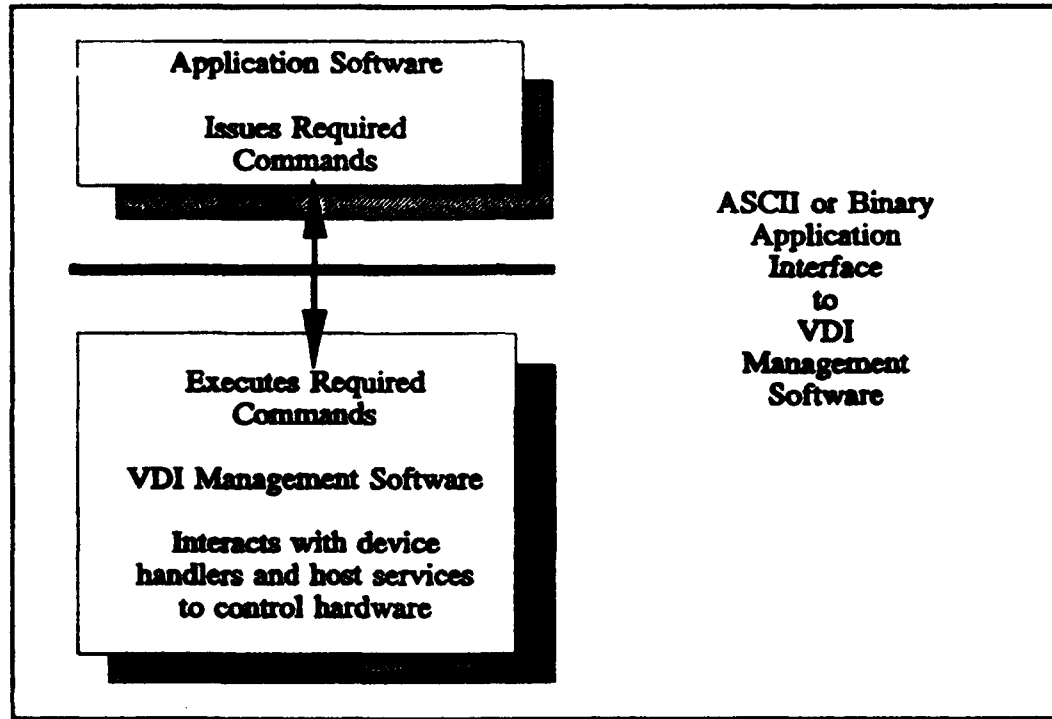 Application Software
Issues Required
Commands
ASCII or Binary
Application
Interface
to
VDI
Management
Software
Executes Required
Commands
VDI Management Software
Interacts with device
handlers and host services
to control hardware